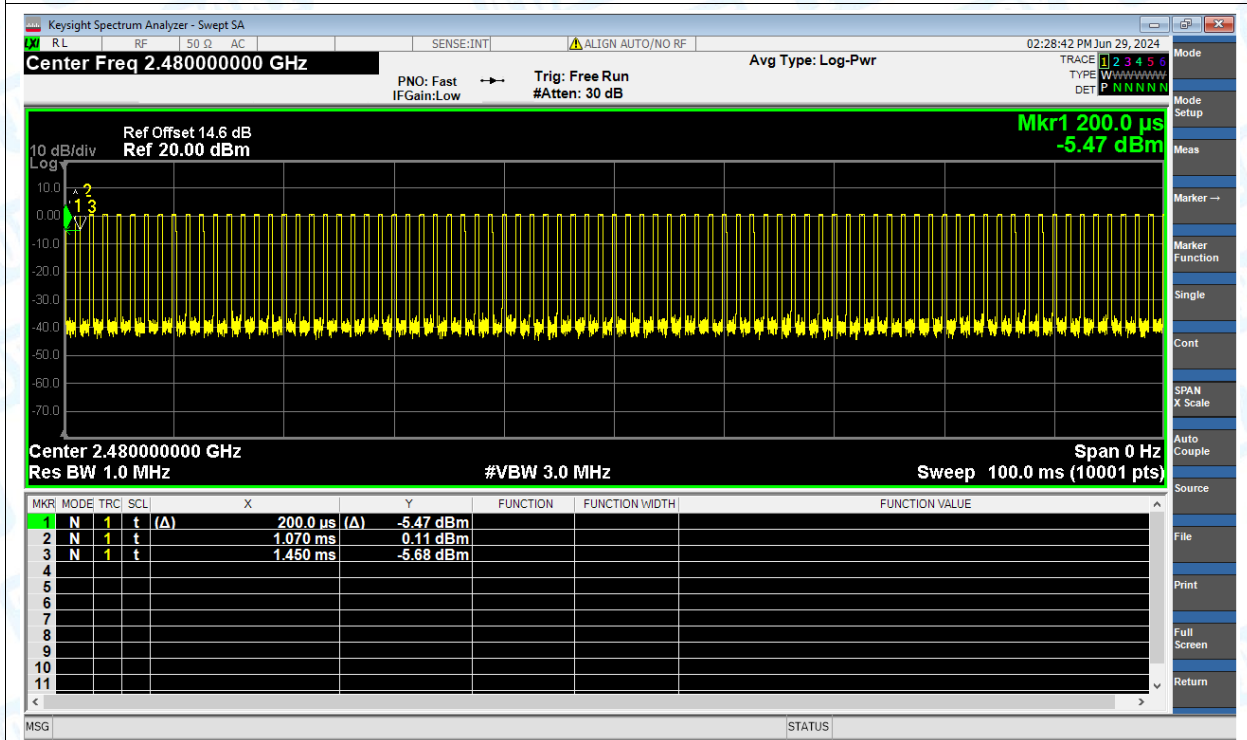 Keysight Spectrum Analyzer - Swept SA
LXI RL RF 50 Ω AC SENSE:INT ALIGN AUTO/NO RF 02:28:42 PM Jun 29, 2024
Center Freq 2.480000000 GHz
PNO: Fast
IFGain:Low
Trig: Free Run
#Atten: 30 dB
Avg Type: Log-Pwr
TRACE 1 2 3 4 5 6
TYPE WWWWWW
DET P N N N N N
Mkr1 200.0 µs
-5.47 dBm
Ref Offset 14.6 dB
10 dB/div Ref 20.00 dBm
Log
10.0
0.00
-10.0
-20.0
-30.0
-40.0
-50.0
-60.0
-70.0
2
1 3
Center 2.480000000 GHz Span 0 Hz
Res BW 1.0 MHz #VBW 3.0 MHz Sweep 100.0 ms (10001 pts)
MKR MODE TRC SCL X Y FUNCTION FUNCTION WIDTH FUNCTION VALUE
1 N 1 t (Δ) 200.0 µs (Δ) -5.47 dBm
2 N 1 t 1.070 ms 0.11 dBm
3 N 1 t 1.450 ms -5.68 dBm
4
5
6
7
8
9
10
11
MSG STATUS
Mode
Mode
Setup
Meas
Marker →
Marker
Function
Single
Cont
SPAN
X Scale
Auto
Couple
Source
File
Print
Full
Screen
Return